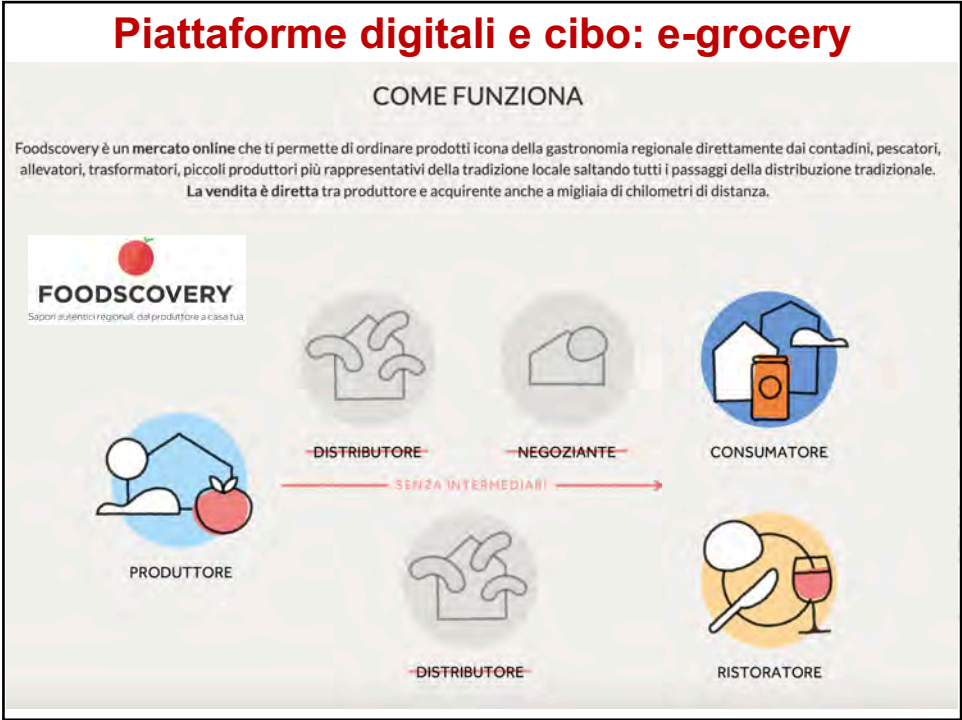 Piattaforme digitali e cibo: e-grocery
COME FUNZIONA
Foodscovery è un mercato online che ti permette di ordinare prodotti icona della gastronomia regionale direttamente dai contadini, pescatori,
allevatori, trasformatori, piccoli produttori più rappresentativi della tradizione locale saltando tutti i passaggi della distribuzione tradizionale.
La vendita è diretta tra produttore e acquirente anche a migliaia di chilometri di distanza.
FOODSCOVERY
Sapori autentici regionali, dal produttore a casa tua
DISTRIBUTORE
NEGOZIANTE
CONSUMATORE
SENZA INTERMEDIARI
PRODUTTORE
DISTRIBUTORE
RISTORATORE